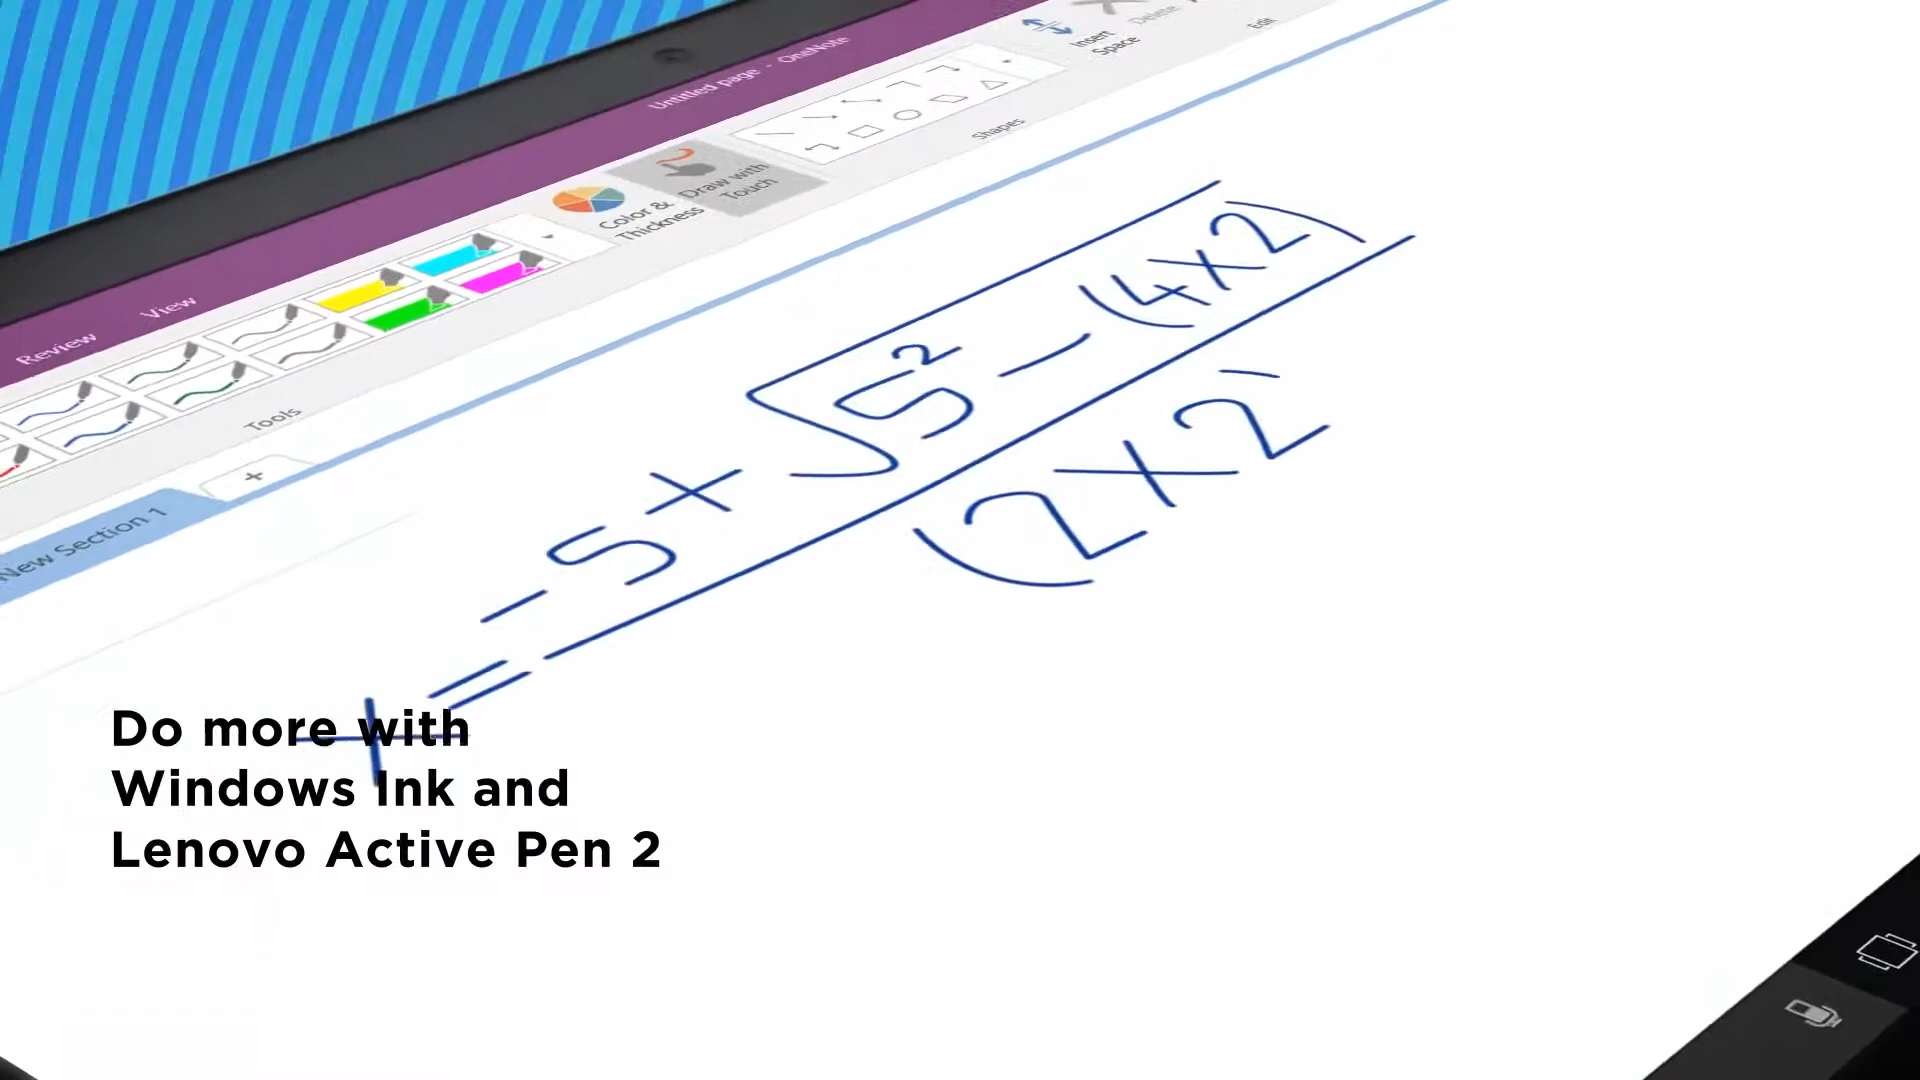 Untitled page - OneNote
Insert Space
Delete
Edit
Shapes
Draw with Touch
Color & Thickness
View
Review
Tools
New Section 1
+
x = -5 + √5² - (4x2)
(2x2)
Do more with
Windows Ink and
Lenovo Active Pen 2